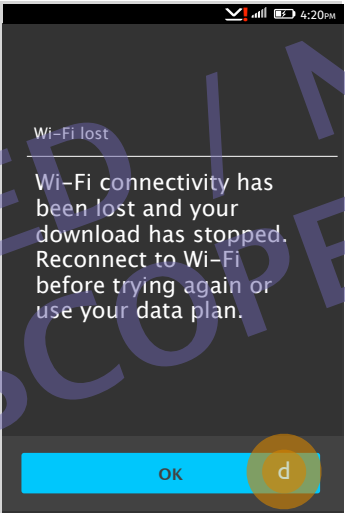 4:20PM
Wi-Fi lost
Wi-Fi connectivity has
been lost and your
download has stopped.
Reconnect to Wi-Fi
before trying again or
use your data plan.
OK
d